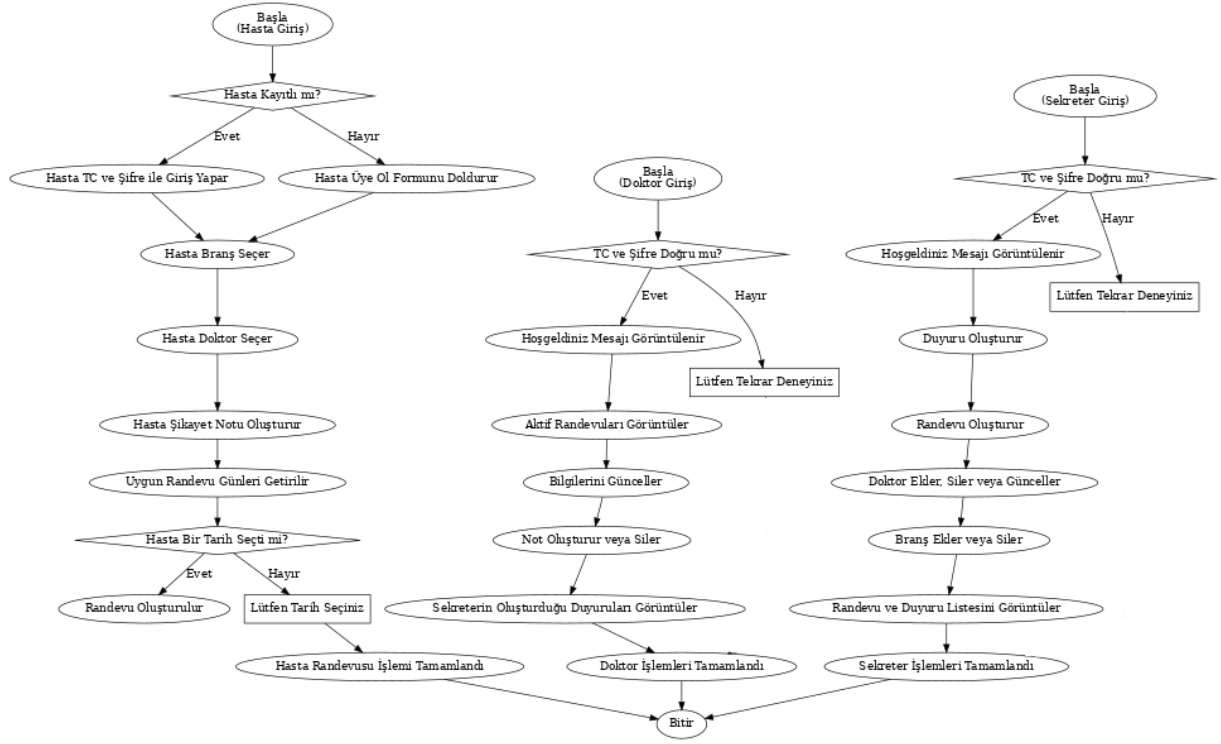 Başla
(Hasta Giriş)
Hasta Kayıtlı mı?
Evet
Hayır
Hasta TC ve Şifre ile Giriş Yapar
Hasta Üye Ol Formunu Doldurur
Hasta Branş Seçer
Hasta Doktor Seçer
Hasta Şikayet Notu Oluşturur
Uygun Randevu Günleri Getirilir
Hasta Bir Tarih Seçti mi?
Evet
Hayır
Randevu Oluşturulur
Lütfen Tarih Seçiniz
Hasta Randevusu İşlemi Tamamlandı
Başla
(Doktor Giriş)
TC ve Şifre Doğru mu?
Evet
Hayır
Hoşgeldiniz Mesajı Görüntülenir
Lütfen Tekrar Deneyiniz
Aktif Randevuları Görüntüler
Bilgilerini Günceller
Not Oluşturur veya Siler
Sekreterin Oluşturduğu Duyuruları Görüntüler
Doktor İşlemleri Tamamlandı
Başla
(Sekreter Giriş)
TC ve Şifre Doğru mu?
Evet
Hayır
Hoşgeldiniz Mesajı Görüntülenir
Lütfen Tekrar Deneyiniz
Duyuru Oluşturur
Randevu Oluşturur
Doktor Ekler, Siler veya Günceller
Branş Ekler veya Siler
Randevu ve Duyuru Listesini Görüntüler
Sekreter İşlemleri Tamamlandı
Bitir